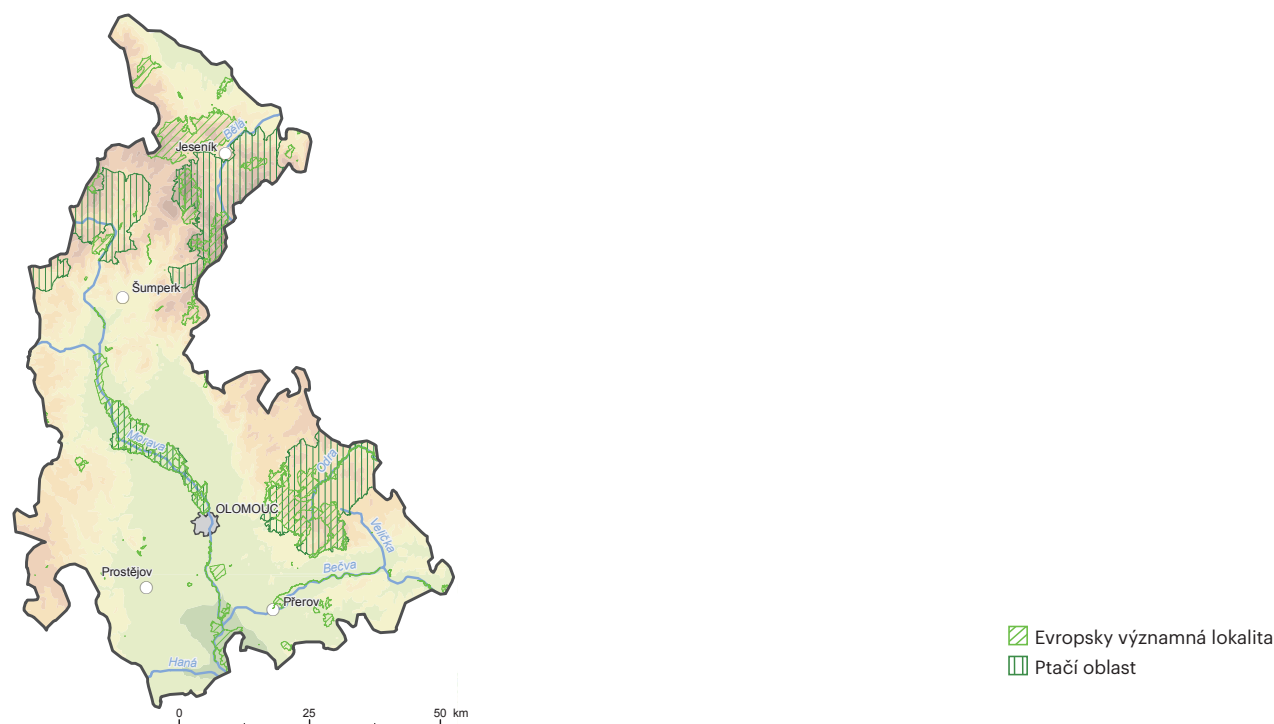 Bělá
Jeseník
Šumperk
Morava
Odra
OLOMOUC
Velička
Prostějov
Bečva
Přerov
Haná
Evropsky významná lokalita
Ptačí oblast
0 25 50 km